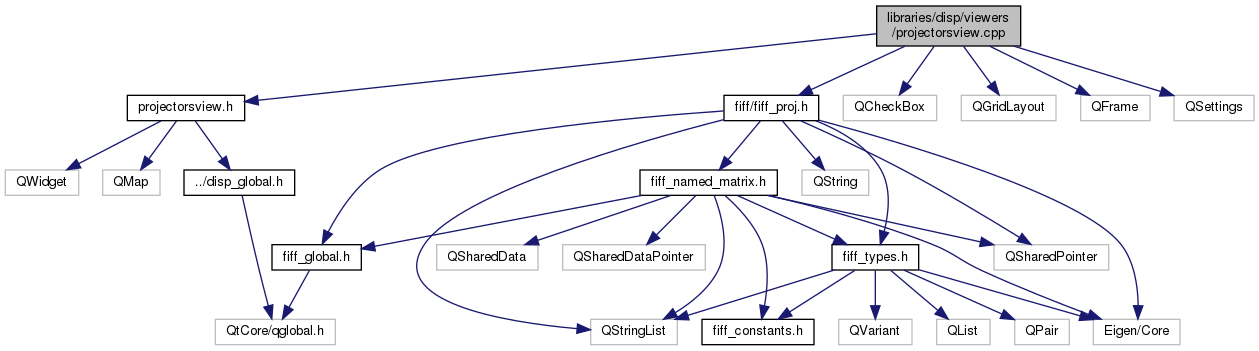 libraries/disp/viewers
/projectorsview.cpp
projectorsview.h
fiff/fiff_proj.h
QCheckBox
QGridLayout
QFrame
QSettings
QWidget
QMap
../disp_global.h
fiff_named_matrix.h
QString
fiff_global.h
QSharedData
QSharedDataPointer
fiff_types.h
QSharedPointer
QtCore/qglobal.h
QStringList
fiff_constants.h
QVariant
QList
QPair
Eigen/Core